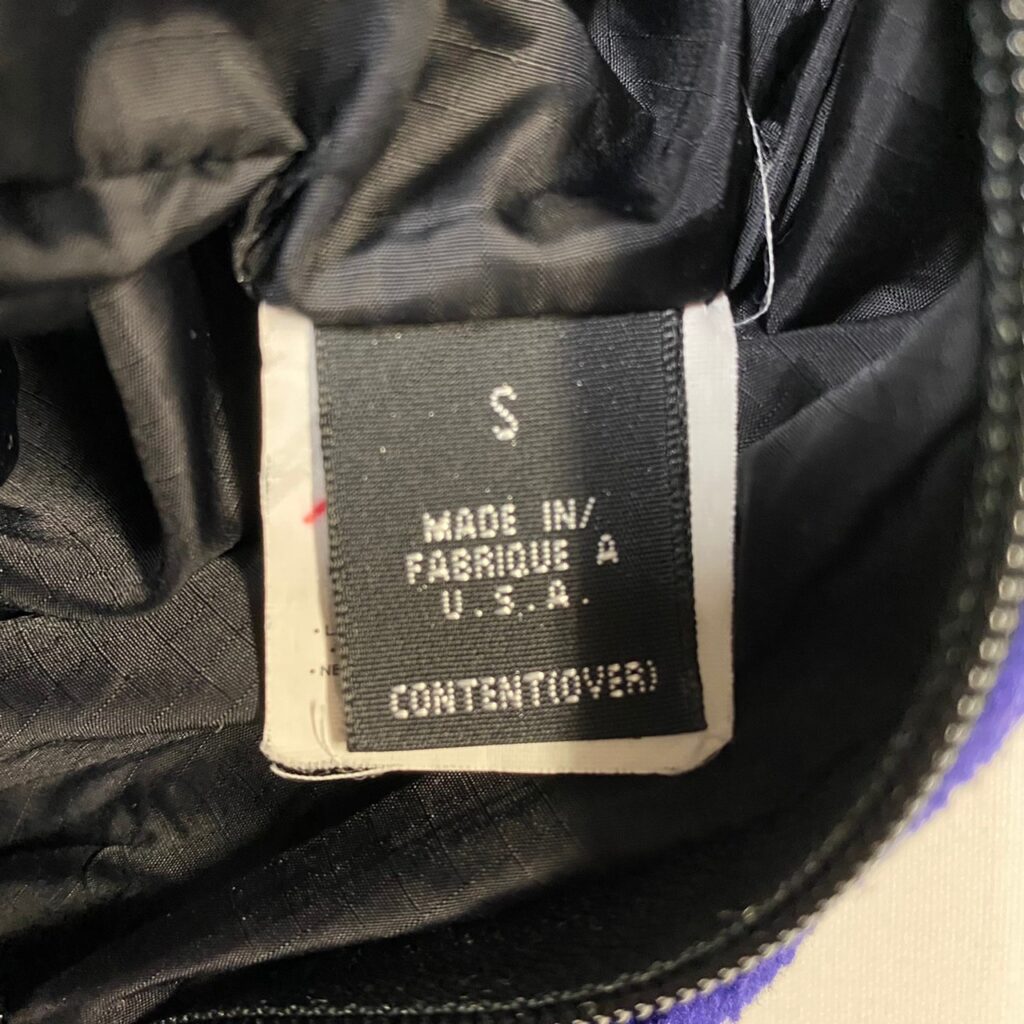 S
MADE IN/
FABRIQUE A
U.S.A.
CONTENT(OVER)